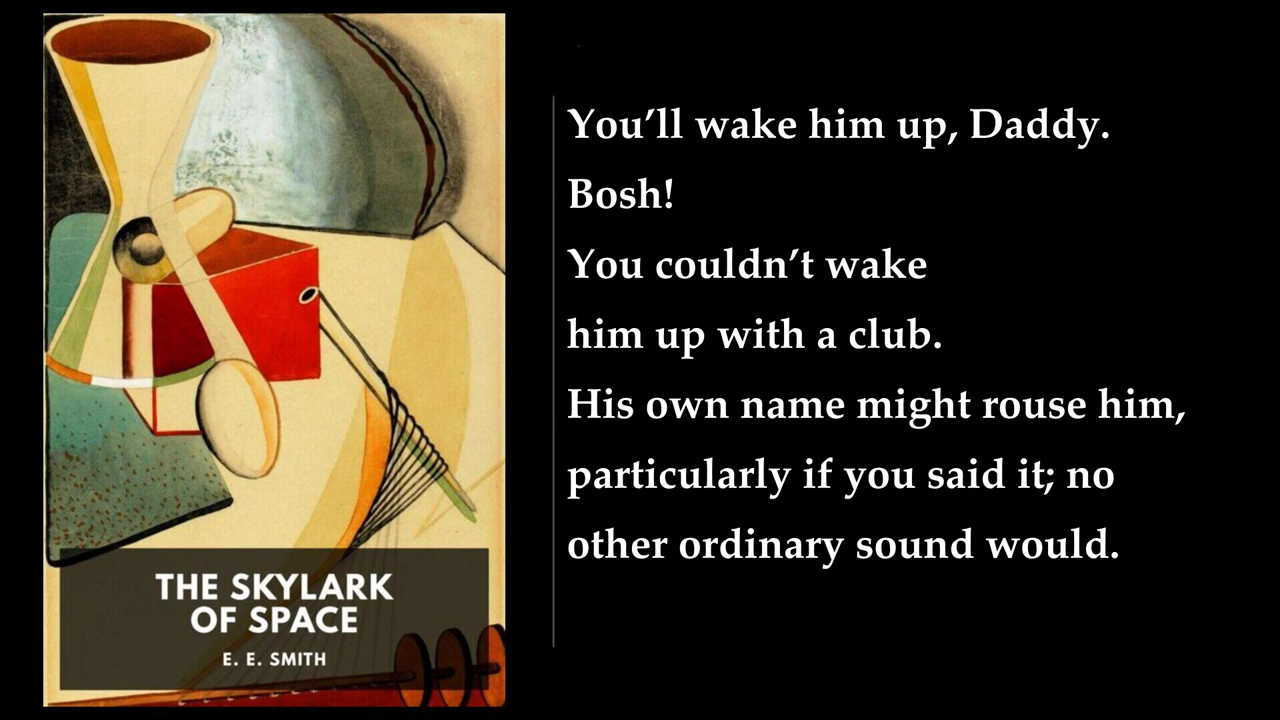 THE SKYLARK
OF SPACE
E. E. SMITH
You’ll wake him up, Daddy.
Bosh!
You couldn’t wake
him up with a club.
His own name might rouse him,
particularly if you said it; no
other ordinary sound would.